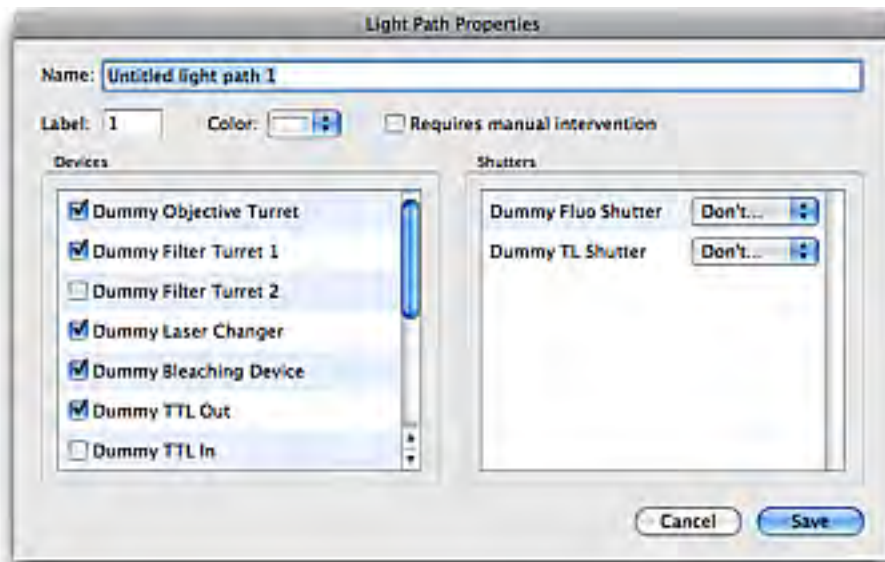 Light Path Properties
Name: Untitled light path 1
Label: 1 Color: Requires manual intervention
Devices
Dummy Objective Turret
Dummy Filter Turret 1
Dummy Filter Turret 2
Dummy Laser Changer
Dummy Bleaching Device
Dummy TTL Out
Dummy TTL In
Shutters
Dummy Fluo Shutter Don't...
Dummy TL Shutter Don't...
Cancel Save